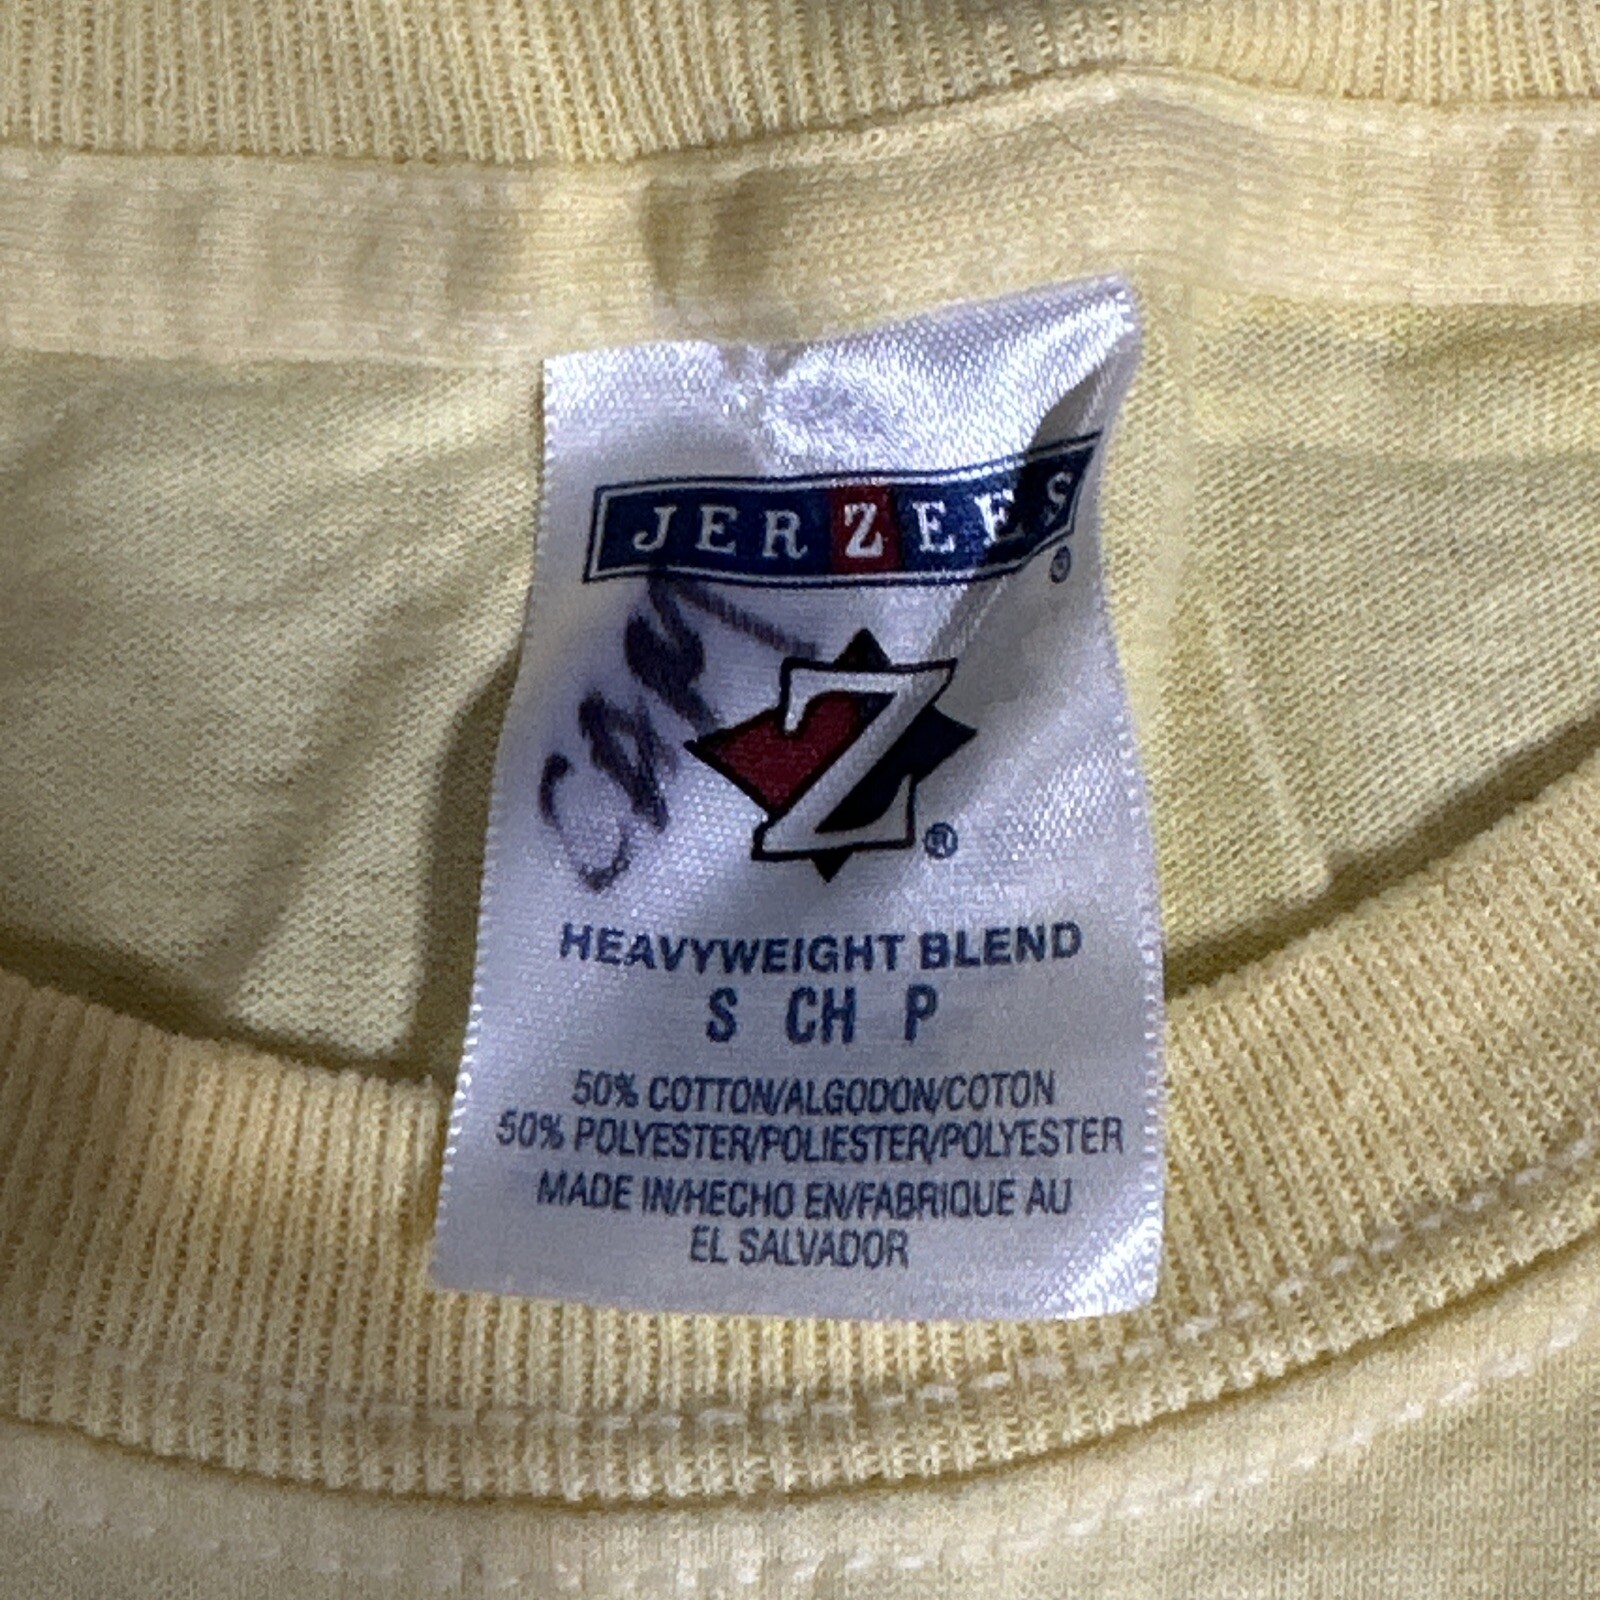 JERZEES®
Z®
HEAVYWEIGHT BLEND
S CH P
50% COTTON/ALGODON/COTON
50% POLYESTER/POLIESTER/POLYESTER
MADE IN/HECHO EN/FABRIQUE AU
EL SALVADOR